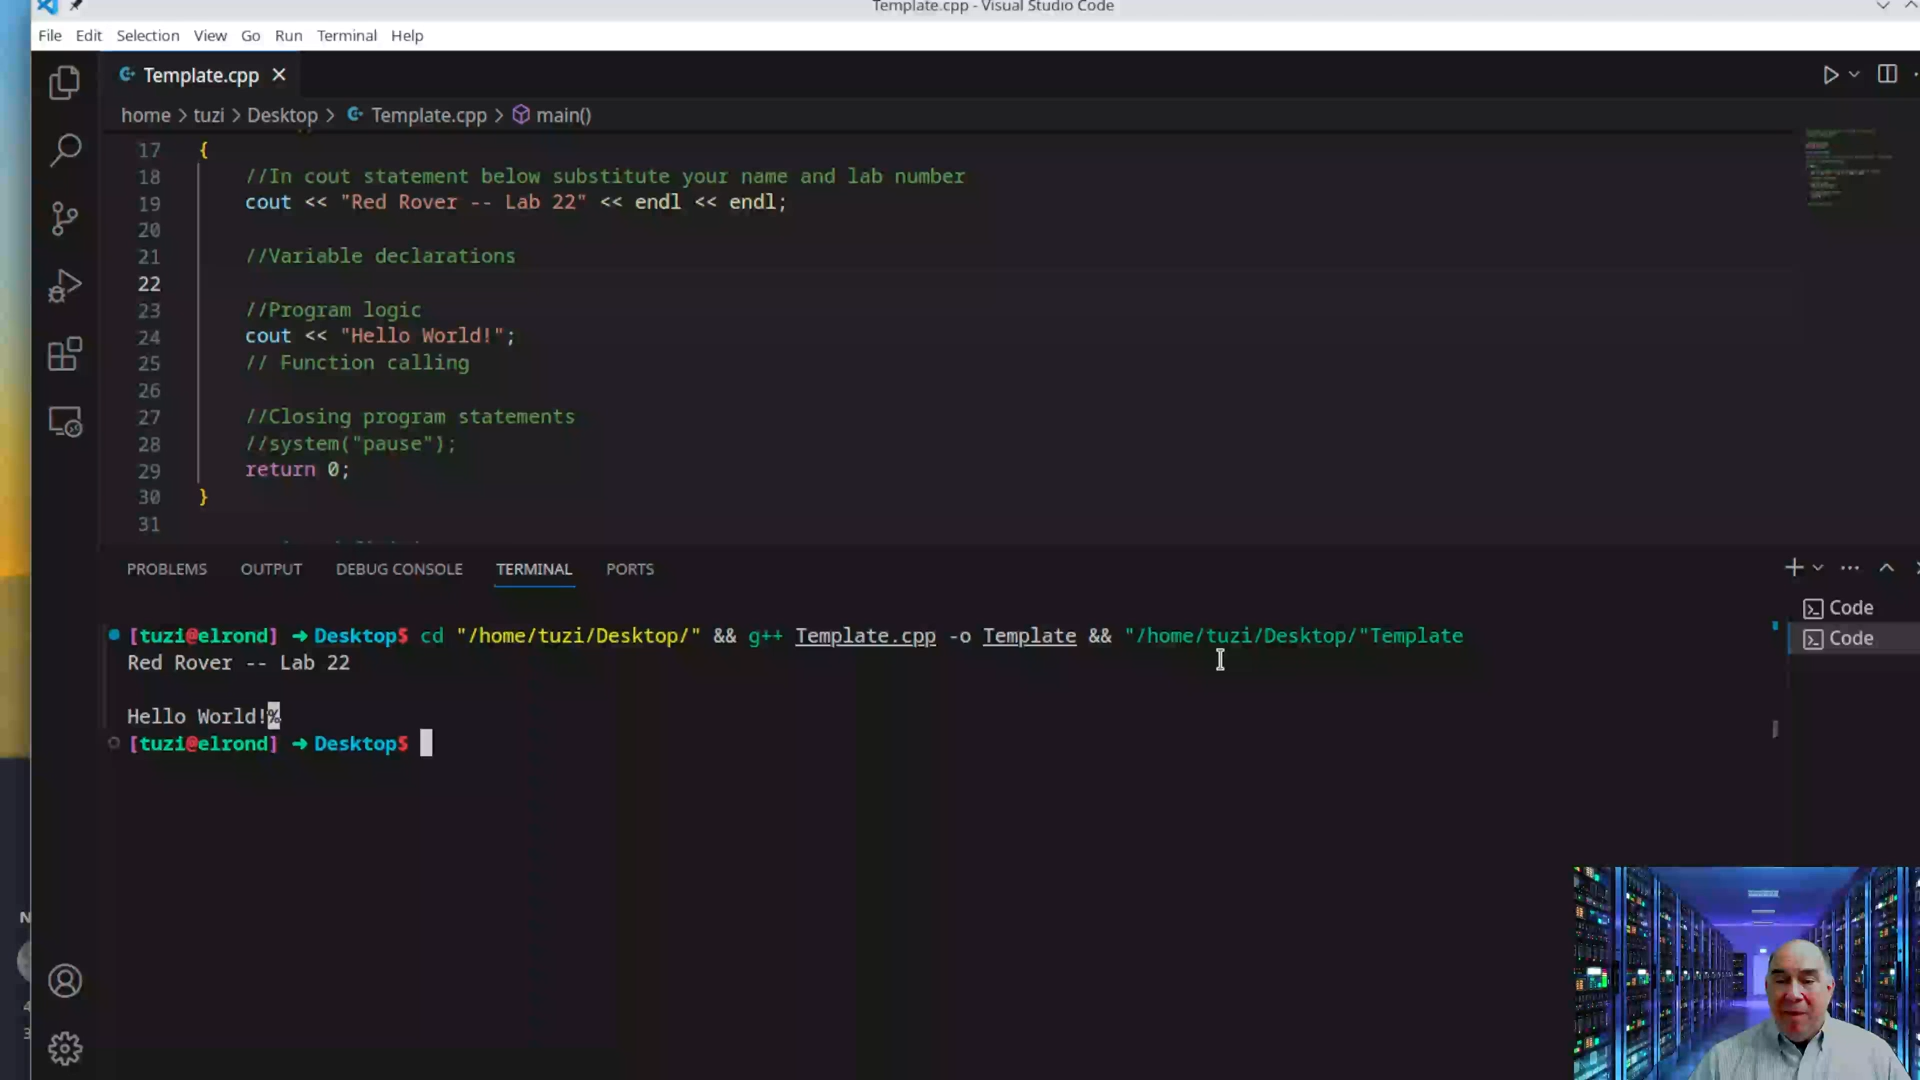 Template.cpp - Visual Studio Code
File Edit Selection View Go Run Terminal Help
Template.cpp
home > tuzi > Desktop > Template.cpp > main()
17 {
18 //In cout statement below substitute your name and lab number
19 cout << "Red Rover -- Lab 22" << endl << endl;
20
21 //Variable declarations
22
23 //Program logic
24 cout << "Hello World!";
25 // Function calling
26
27 //Closing program statements
28 //system("pause");
29 return 0;
30 }
31
PROBLEMS OUTPUT DEBUG CONSOLE TERMINAL PORTS
Code
Code
[tuzi@elrond] ➜ Desktop$ cd "/home/tuzi/Desktop/" && g++ Template.cpp -o Template && "/home/tuzi/Desktop/"Template
Red Rover -- Lab 22
Hello World!%
[tuzi@elrond] ➜ Desktop$